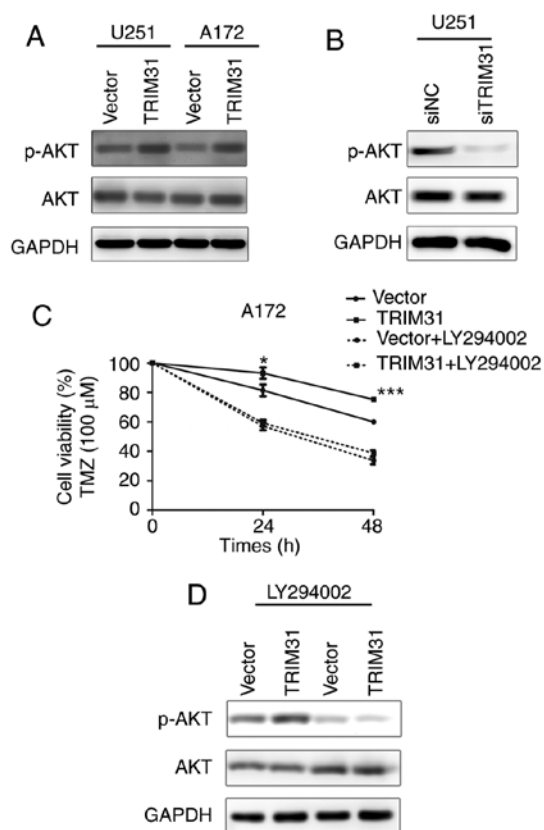 A
U251 A172
Vector TRIM31 Vector TRIM31
p-AKT
AKT
GAPDH
B
U251
siNC siTRIM31
p-AKT
AKT
GAPDH
C
A172
Vector
TRIM31
Vector+LY294002
TRIM31+LY294002
Cell viability (%)
TMZ (100 μM)
100
80
60
40
20
0
*
***
0 24 48
Times (h)
D
LY294002
Vector TRIM31 Vector TRIM31
p-AKT
AKT
GAPDH